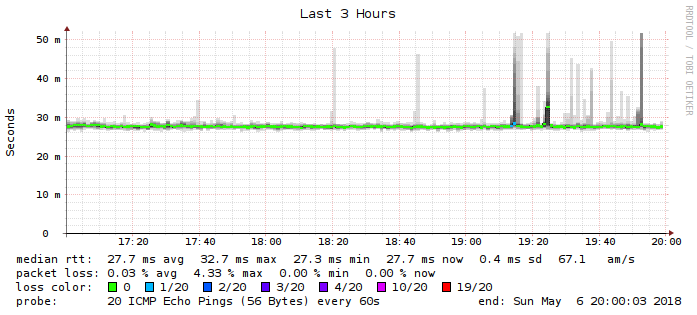 Last 3 Hours
RRDTOOL / TOBI OETIKER
Seconds
50 m
40 m
30 m
20 m
10 m
0
17:20 17:40 18:00 18:20 18:40 19:00 19:20 19:40 20:00
median rtt: 27.7 ms avg 32.7 ms max 27.3 ms min 27.7 ms now 0.4 ms sd 67.1 am/s
packet loss: 0.03 % avg 4.33 % max 0.00 % min 0.00 % now
loss color: 0 1/20 2/20 3/20 4/20 10/20 19/20
probe: 20 ICMP Echo Pings (56 Bytes) every 60s end: Sun May 6 20:00:03 2018